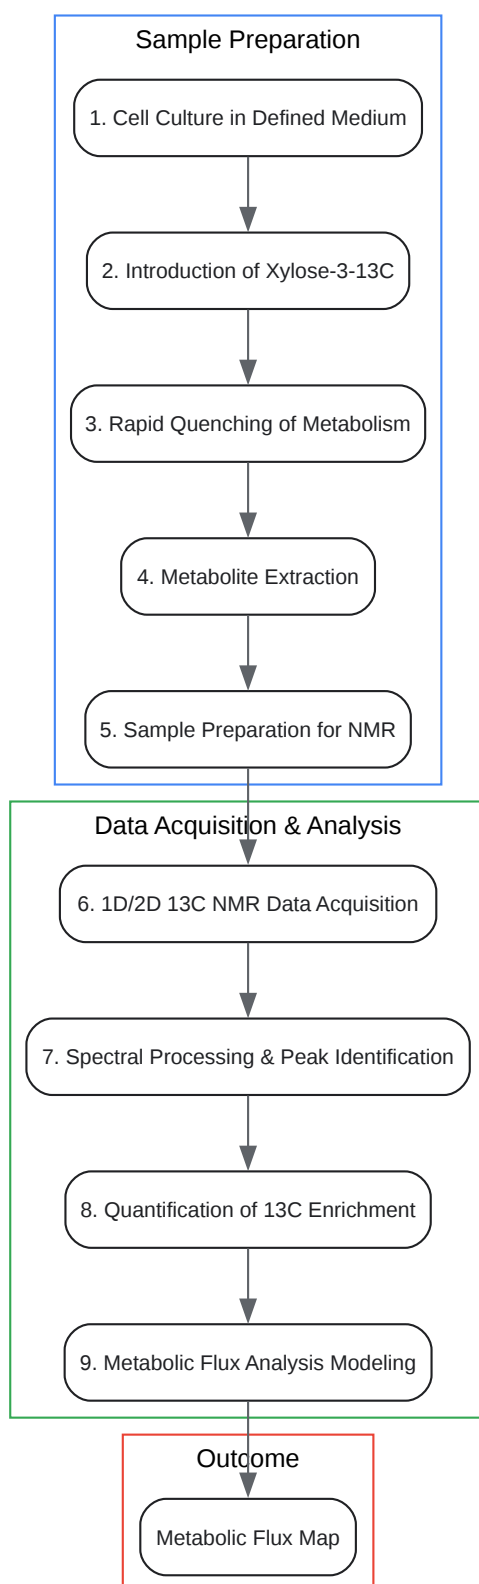 Sample Preparation
1. Cell Culture in Defined Medium
2. Introduction of Xylose-3-13C
3. Rapid Quenching of Metabolism
4. Metabolite Extraction
5. Sample Preparation for NMR
Data Acquisition & Analysis
6. 1D/2D 13C NMR Data Acquisition
7. Spectral Processing & Peak Identification
8. Quantification of 13C Enrichment
9. Metabolic Flux Analysis Modeling
Outcome
Metabolic Flux Map